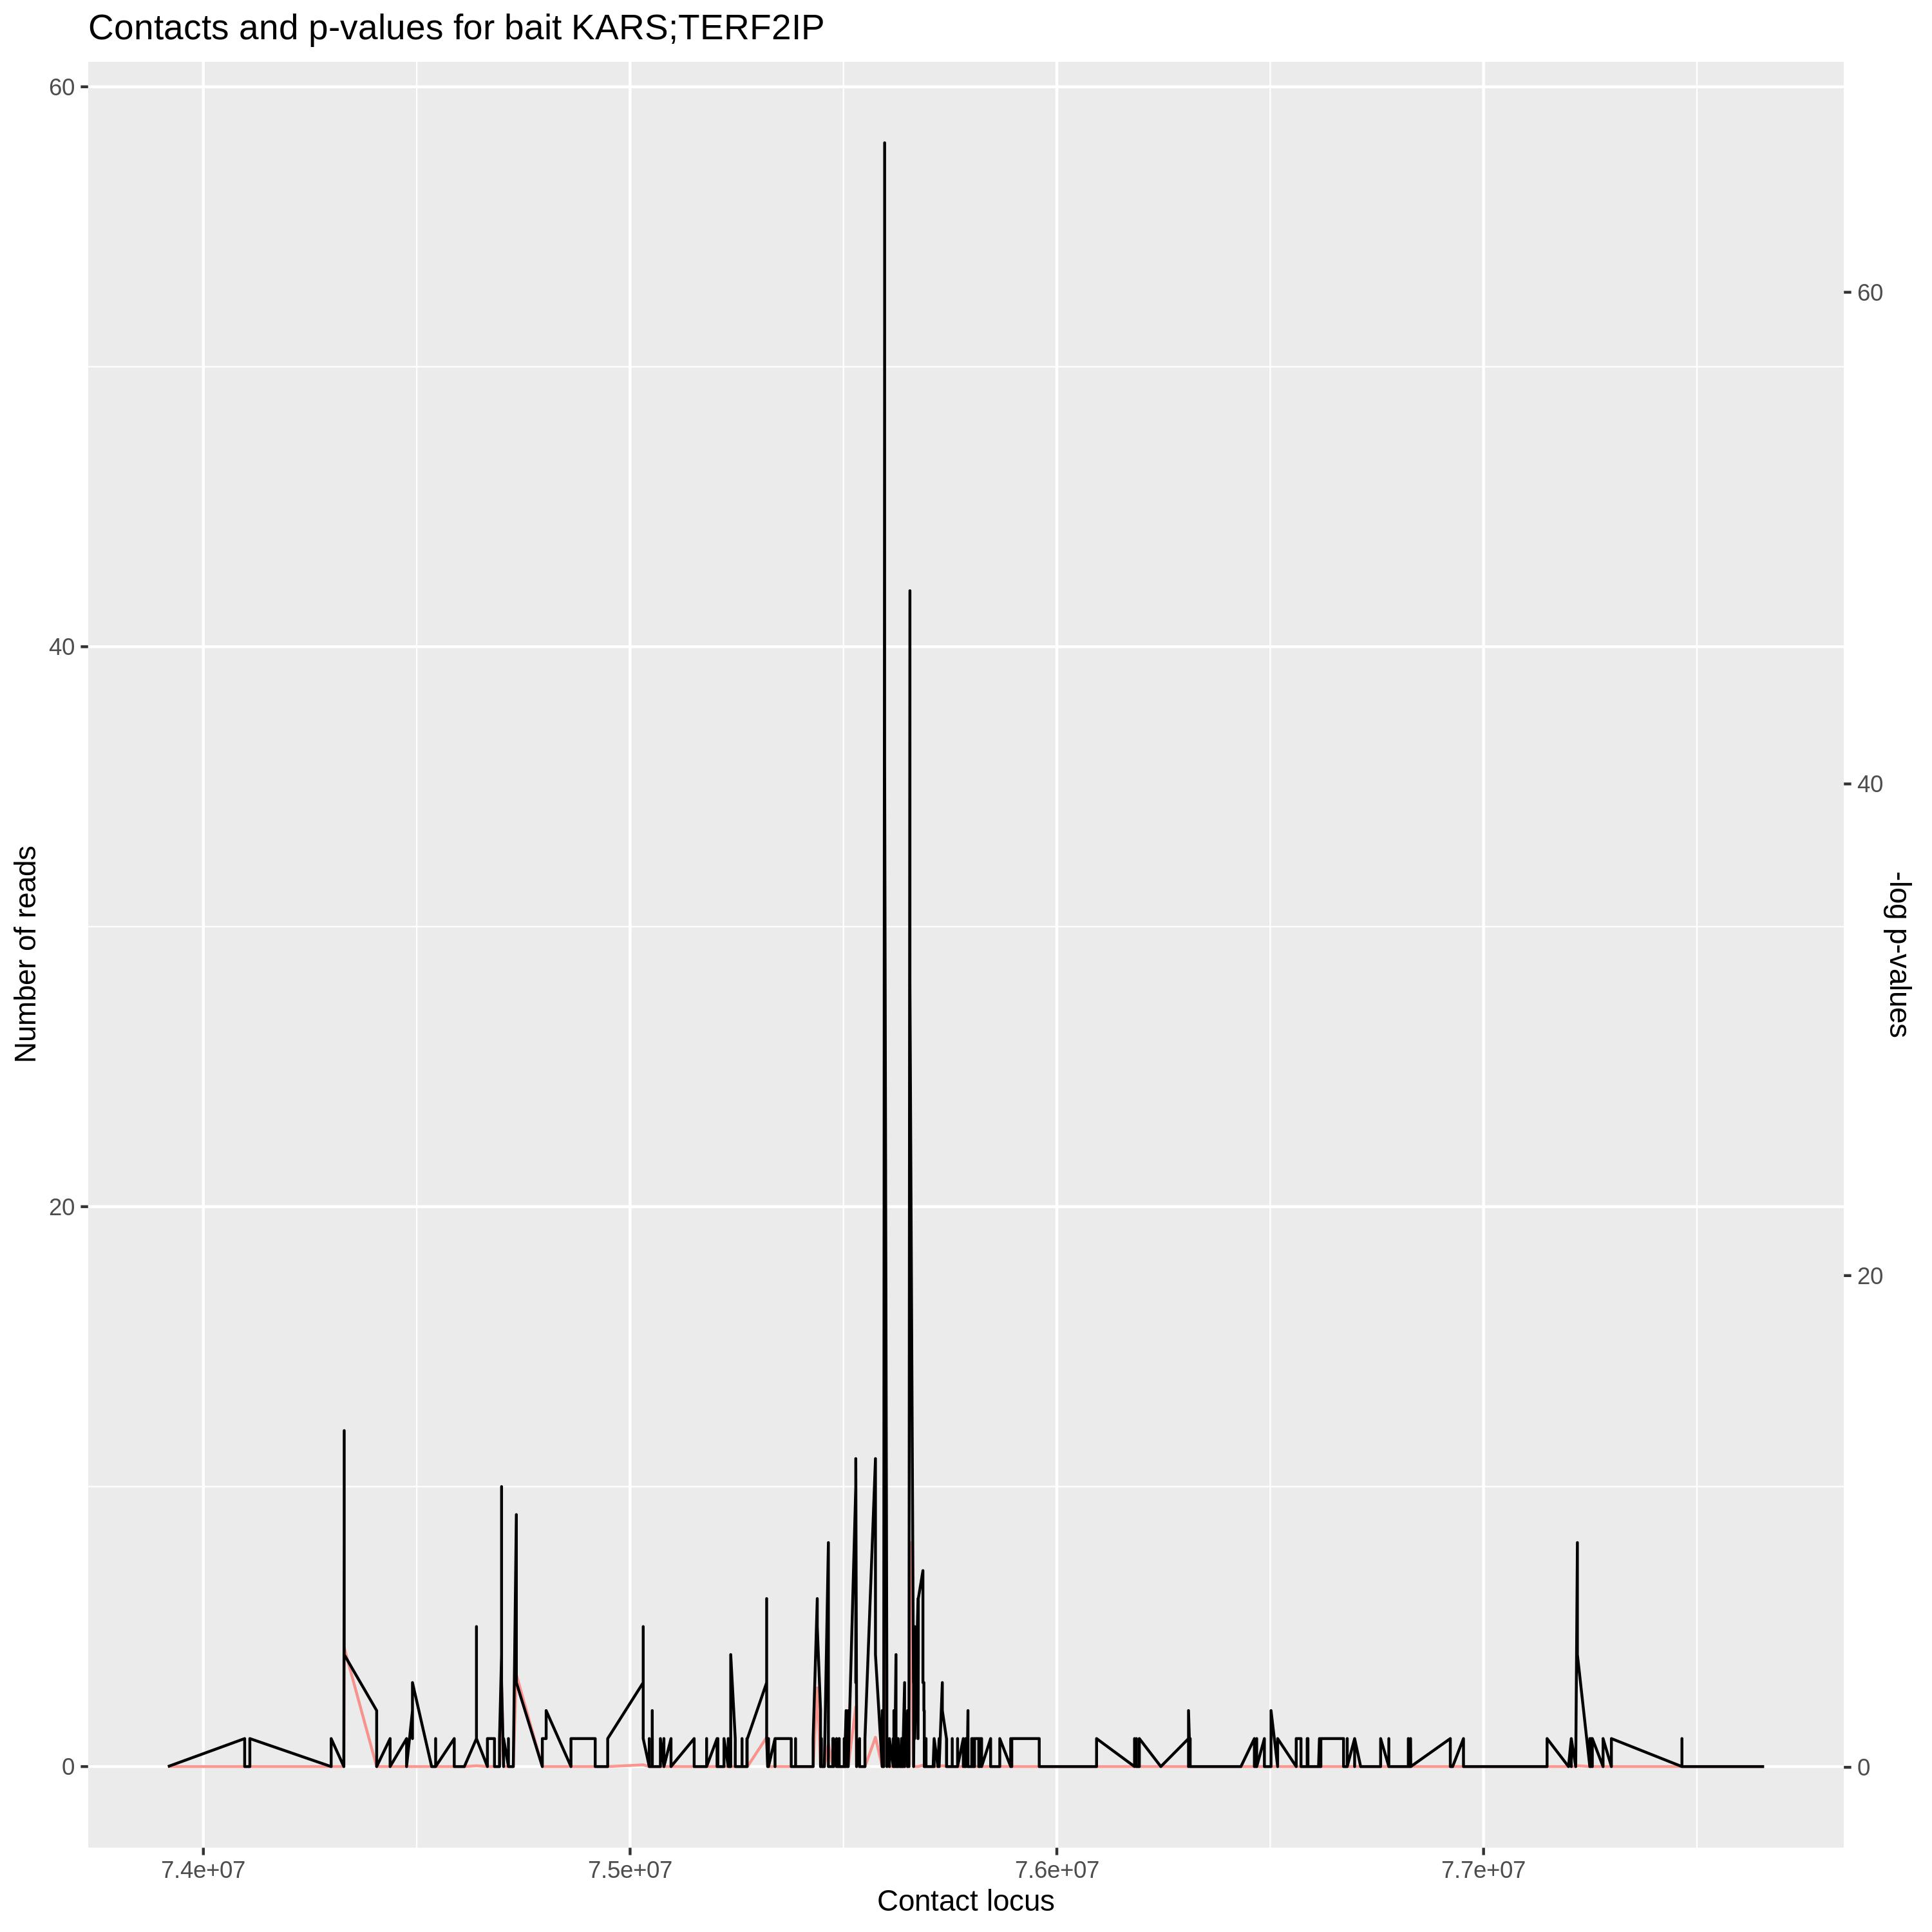 Contacts and p-values for bait KARS;TERF2IP
60
40
20
0
Number of reads
60
40
20
0
-log p-values
7.4e+07
7.5e+07
7.6e+07
7.7e+07
Contact locus